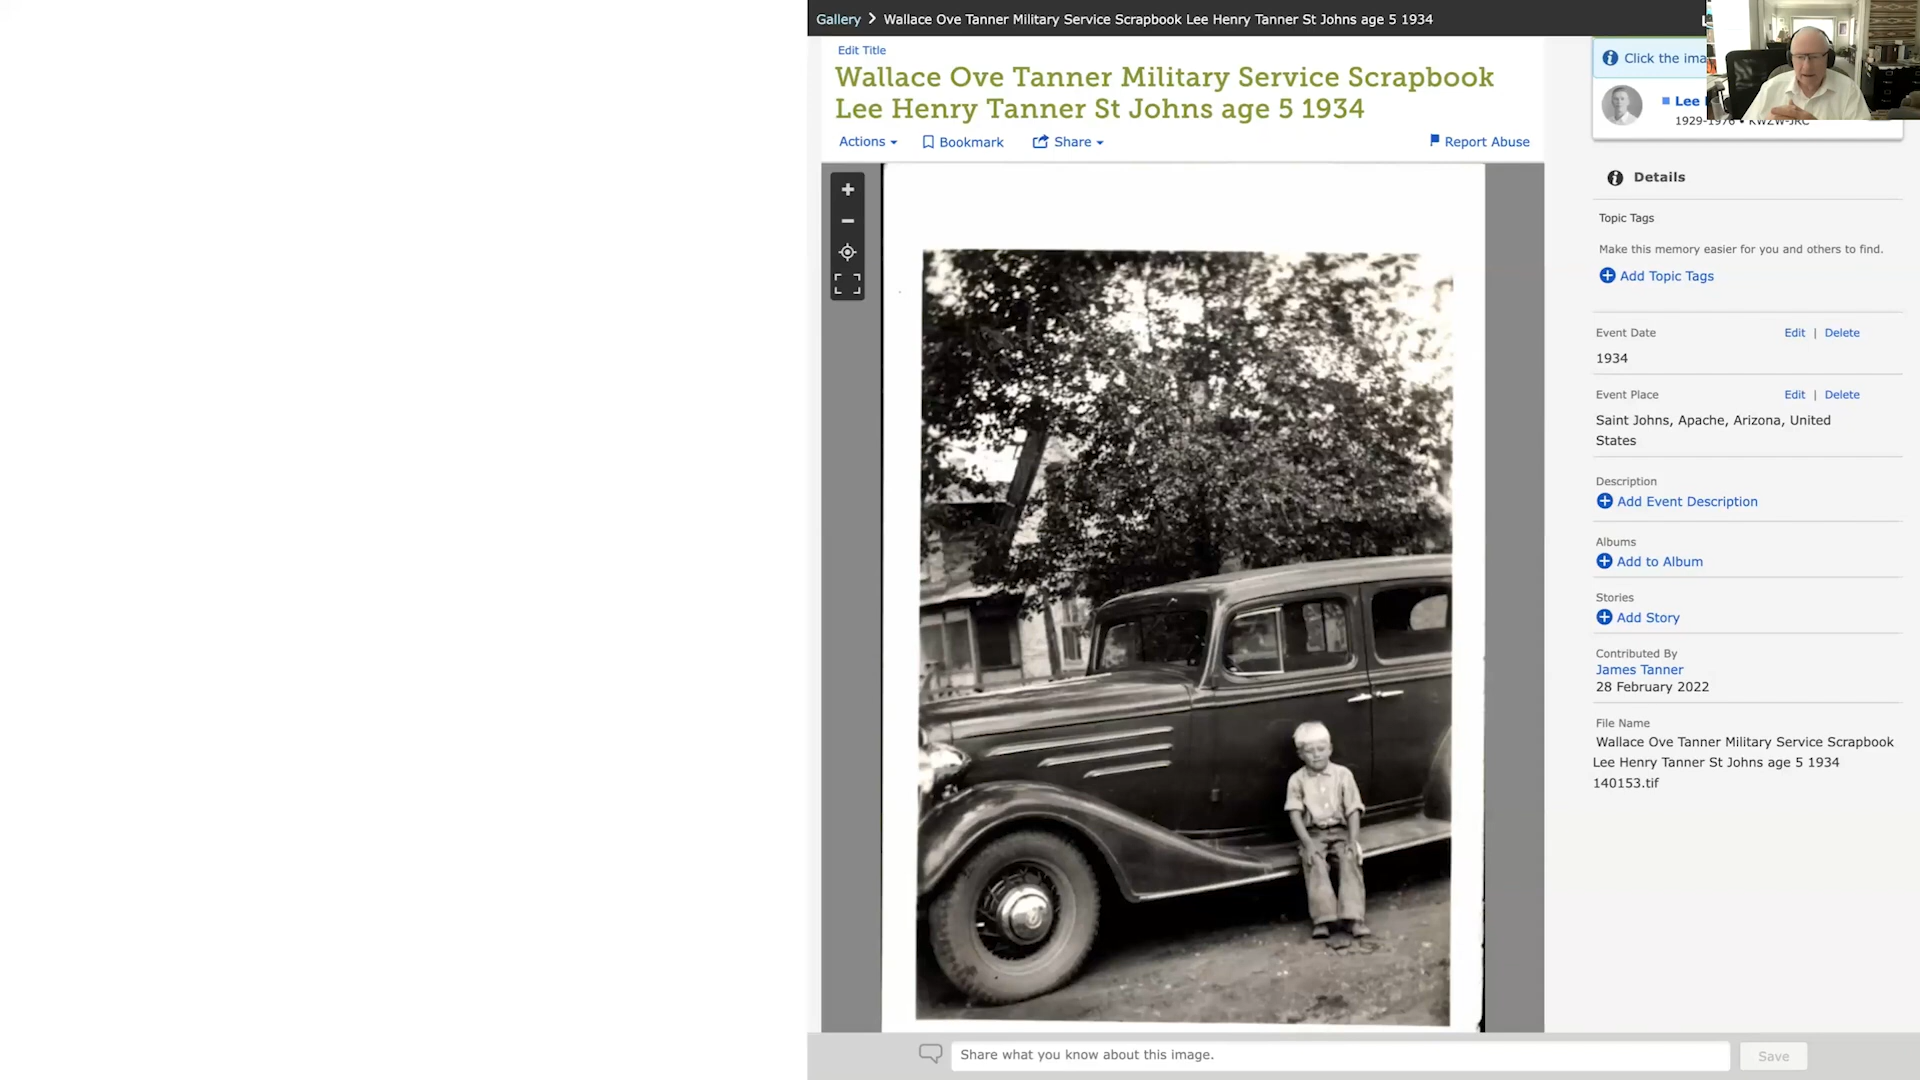 Gallery > Wallace Ove Tanner Military Service Scrapbook Lee Henry Tanner St Johns age 5 1934
Edit Title
Wallace Ove Tanner Military Service Scrapbook
Lee Henry Tanner St Johns age 5 1934
Actions
Bookmark
Share
Report Abuse
Click the
Lee
1929-1976 • KWZW-JRC
Details
Topic Tags
Make this memory easier for you and others to find.
Add Topic Tags
Event Date
Edit | Delete
1934
Event Place
Edit | Delete
Saint Johns, Apache, Arizona, United
States
Description
Add Event Description
Albums
Add to Album
Stories
Add Story
Contributed By
James Tanner
28 February 2022
File Name
Wallace Ove Tanner Military Service Scrapbook
Lee Henry Tanner St Johns age 5 1934
140153.tif
Share what you know about this image.
Save